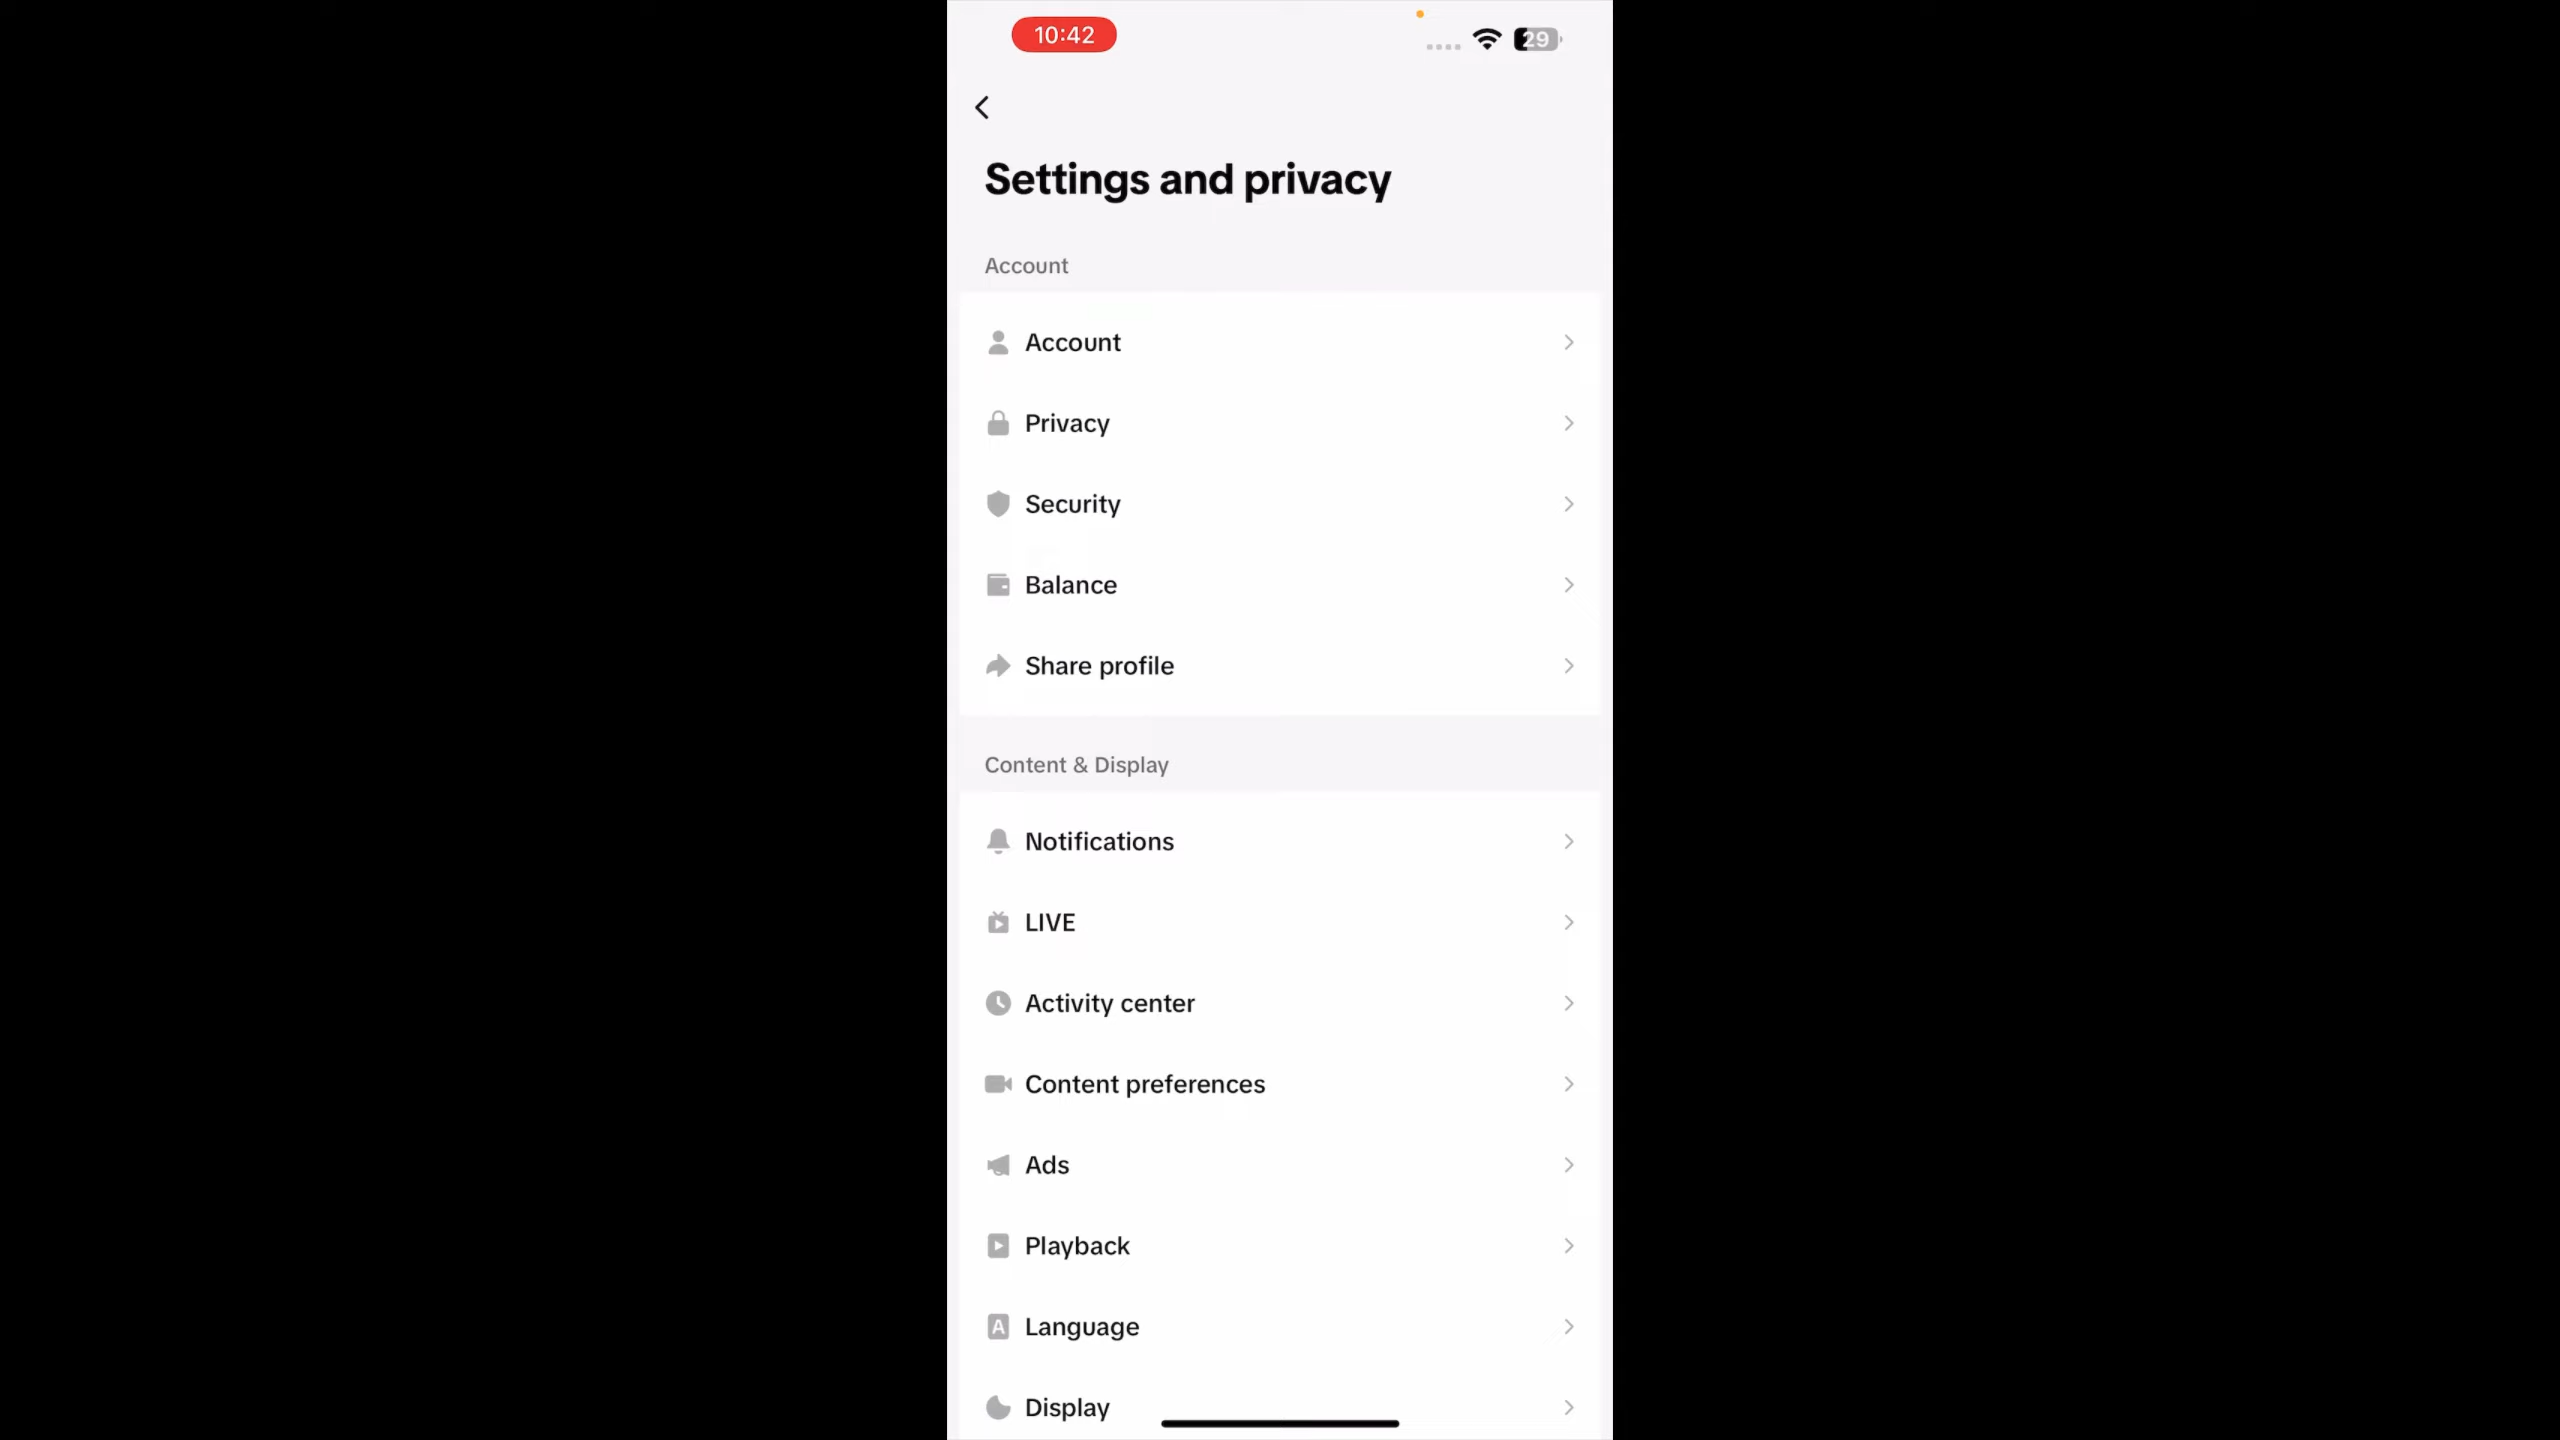 10:42
29
Settings and privacy
Account
Account
Privacy
Security
Balance
Share profile
Content & Display
Notifications
LIVE
Activity center
Content preferences
Ads
Playback
A Language
Display